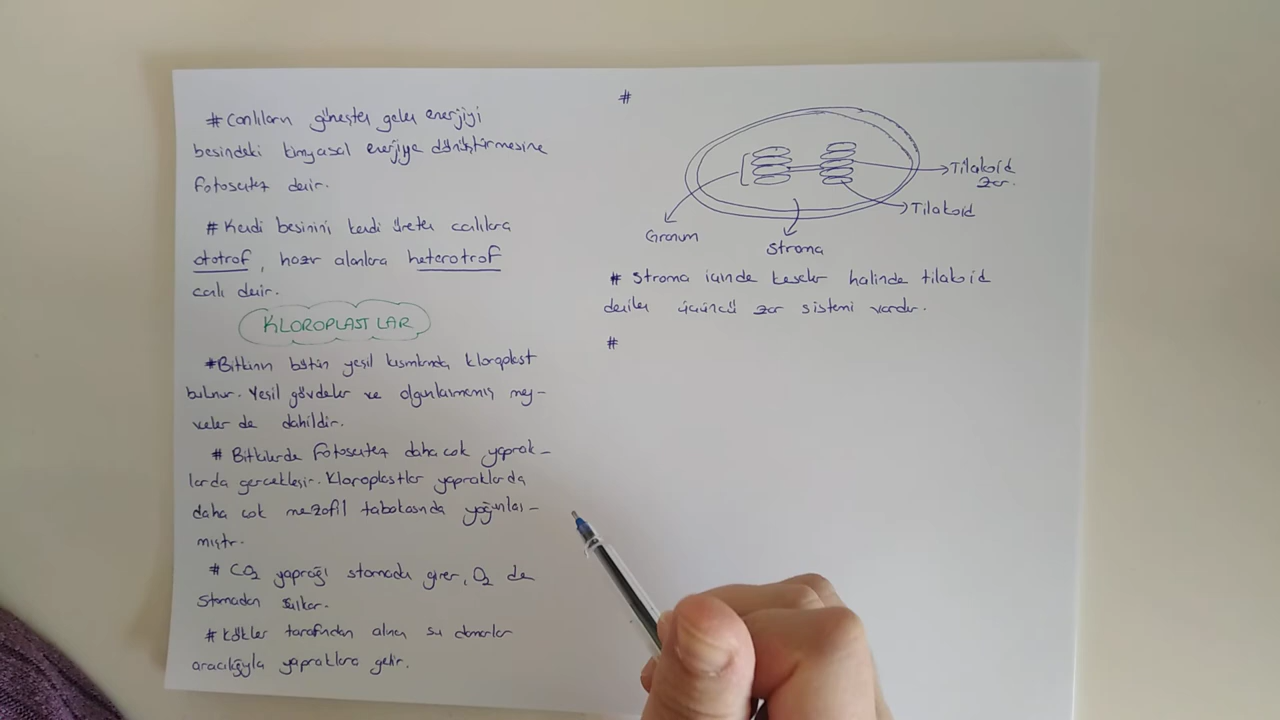 # Canlıların güneşten gelen enerjiyi
besindeki kimyasal enerjiye dönüştürmesine
Fotosentez denir.
# Kendi besinini kendi üreten canlılara
ototrof, hazır alanlara heterotrof
canlı denir.
KLOROPLASTLAR
# Bitkinin bütün yeşil kısımlarında kloroplast
bulunur. Yeşil gövdeler ve olgunlaşmamış mey-
veler de dahildir.
# Bitkilerde fotosentez daha çok yaprak-
larda gerçekleşir. Kloroplastlar yapraklarda
daha çok mezofil tabakasında yoğunlaş-
mıştır.
# CO2 yaprağı stomada girer, O2 de
stomadan çıkar.
# Kökler tarafından alınan su damarlar
aracılığıyla yapraklara gelir.
#
Tilakoid
zar.
Tilakoid
Granum
Stroma
# Stroma içinde keseler halinde tilakoid
denilen üçüncü zar sistemi vardır.
#